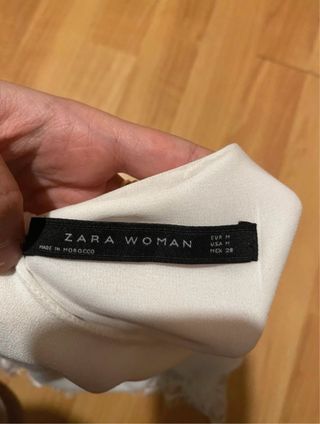 ZARA WOMAN
MADE IN MOROCCO
EUR M
USA M
MEX 28